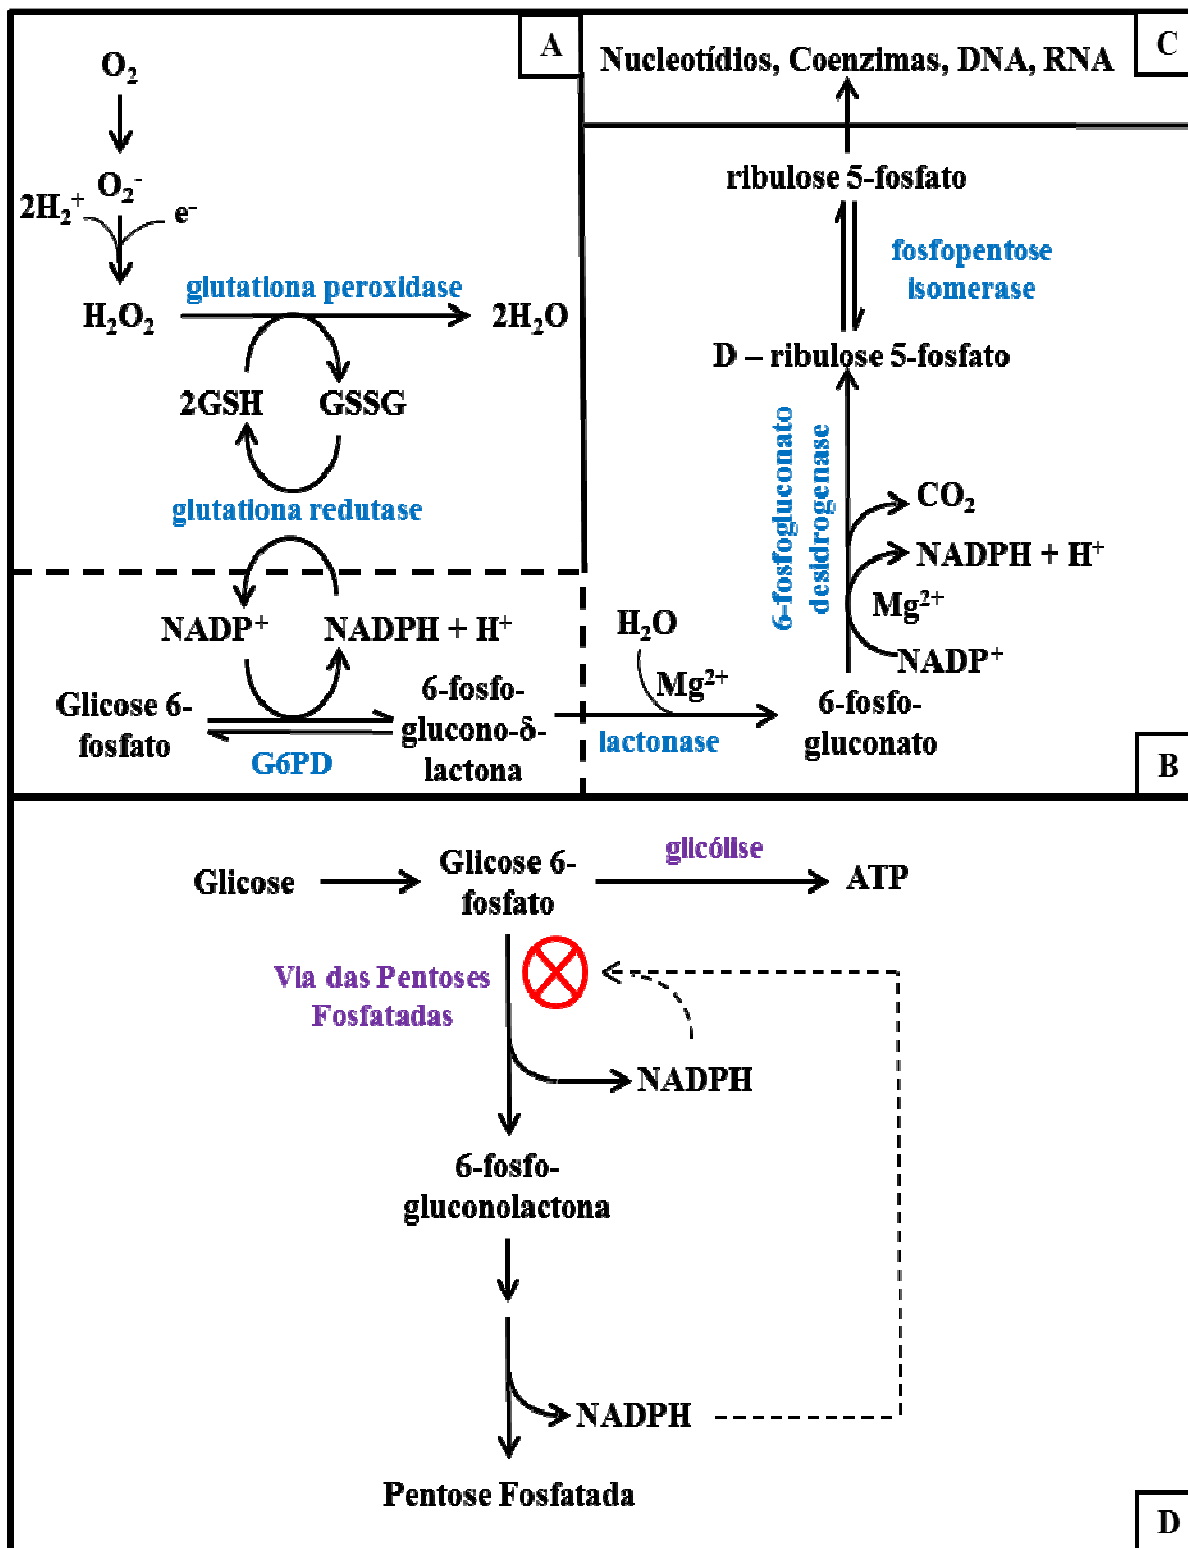 A
O₂
O₂⁻
2H₂⁺
e⁻
H₂O₂
glutationa peroxidase
2H₂O
2GSH
GSSG
glutationa redutase
NADP⁺
NADPH + H⁺
Glicose 6-
fosfato
G6PD
6-fosfo-
glucono-δ-
lactona
C
Nucleotídios, Coenzimas, DNA, RNA
ribulose 5-fosfato
fosfopentose
isomerase
D – ribulose 5-fosfato
6-fosfogluconato
desidrogenase
CO₂
NADPH + H⁺
Mg²⁺
NADP⁺
H₂O
Mg²⁺
lactonase
6-fosfo-
gluconato
B
Glicose
Glicose 6-
fosfato
glicólise
ATP
Via das Pentoses
Fosfatadas
NADPH
6-fosfo-
gluconolactona
NADPH
Pentose Fosfatada
D